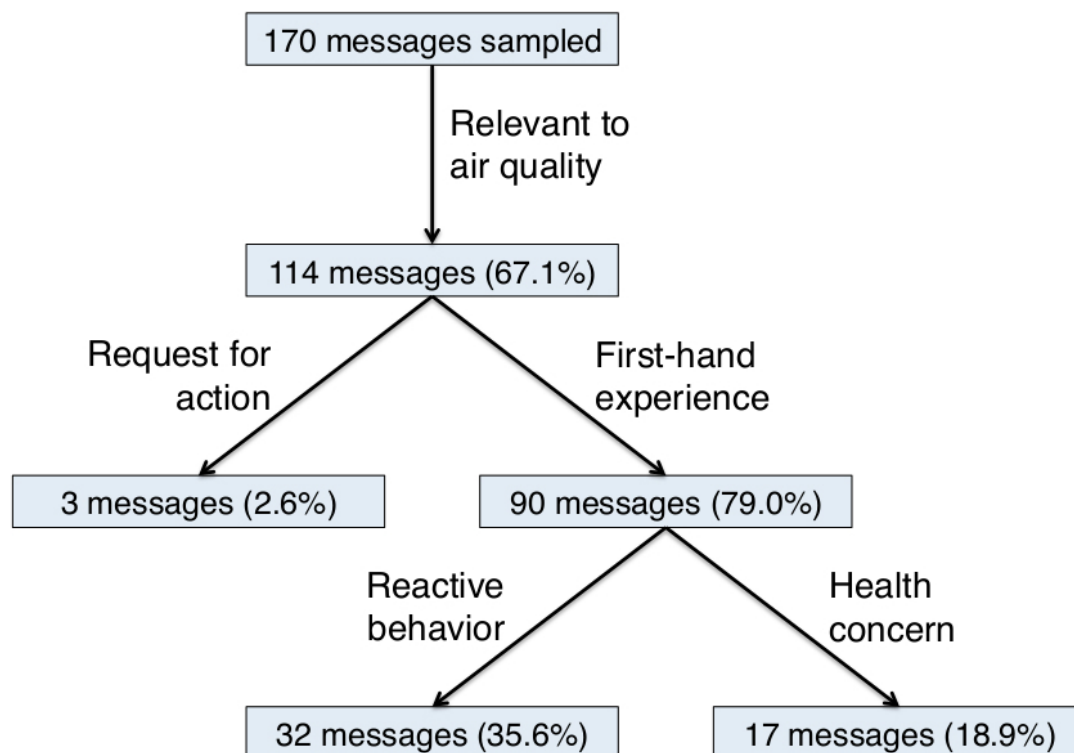 170 messages sampled
Relevant to
air quality
114 messages (67.1%)
Request for
action
First-hand
experience
3 messages (2.6%)
90 messages (79.0%)
Reactive
behavior
Health
concern
32 messages (35.6%)
17 messages (18.9%)